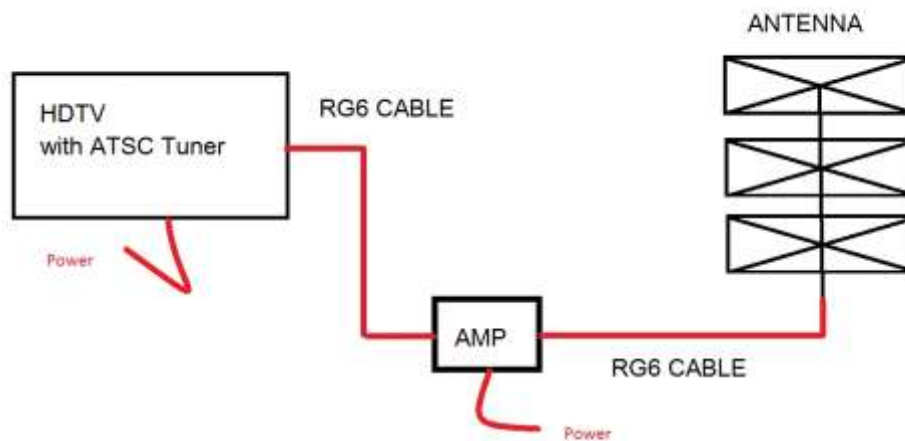 ANTENNA
HDTV
with ATSC Tuner
RG6 CABLE
Power
AMP
RG6 CABLE
Power